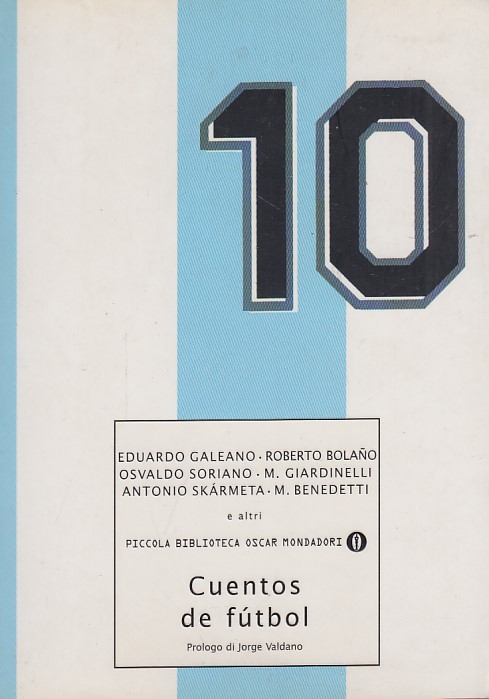 10
EDUARDO GALEANO · ROBERTO BOLAÑO
OSVALDO SORIANO · M. GIARDINELLI
ANTONIO SKÁRMETA · M. BENEDETTI
e altri
PICCOLA BIBLIOTECA OSCAR MONDADORI
Cuentos
de fútbol
Prologo di Jorge Valdano